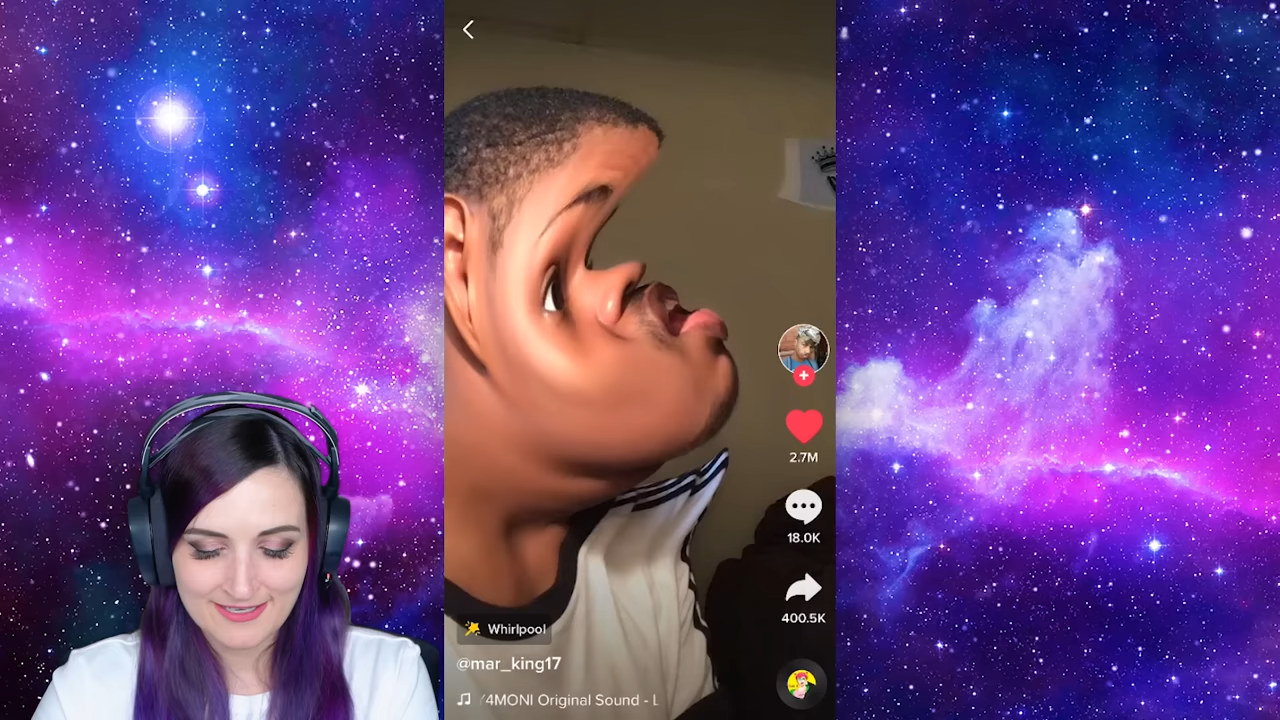 2.7M
18.0K
400.5K
Whirlpool
@mar_king17
4MONI Original Sound - L